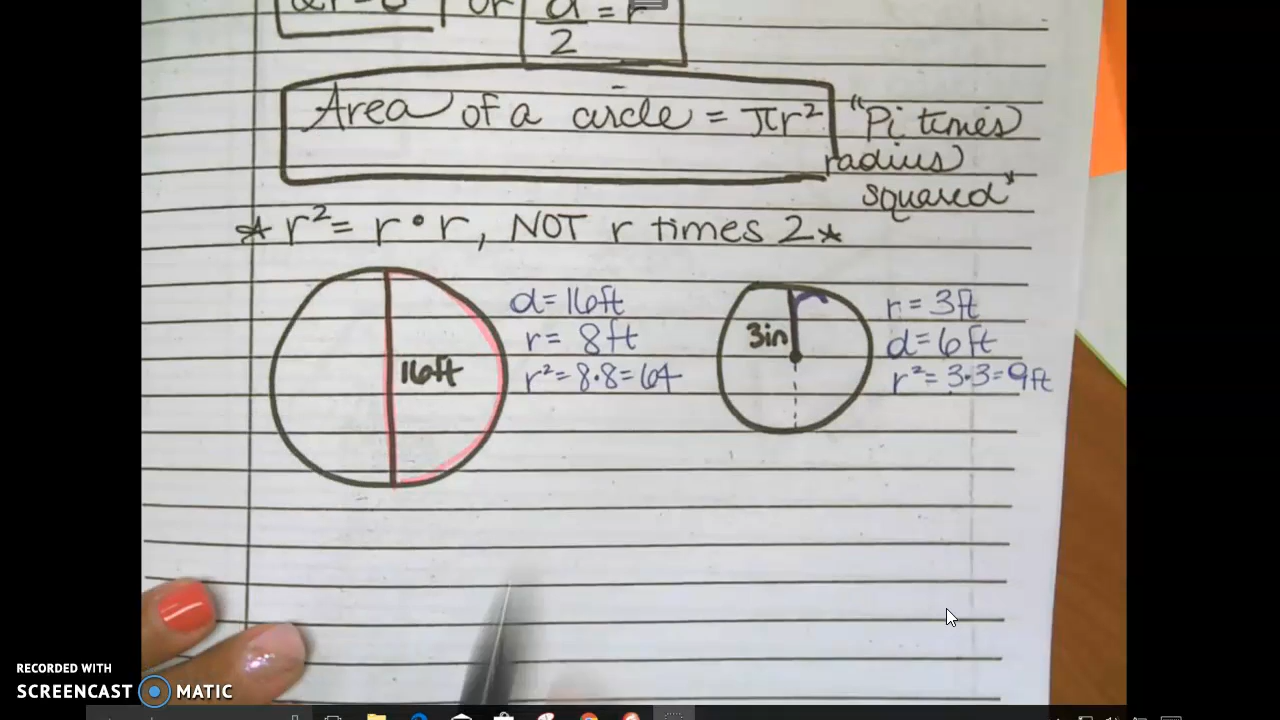 or d/2 = r
Area of a circle = πr² "Pi times
radius
squared"
* r² = r • r, NOT r times 2 *
16ft
d = 16ft
r = 8ft
r² = 8·8 = 64
3in
r = 3ft
d = 6ft
r² = 3·3 = 9ft
RECORDED WITH
SCREENCAST MATIC